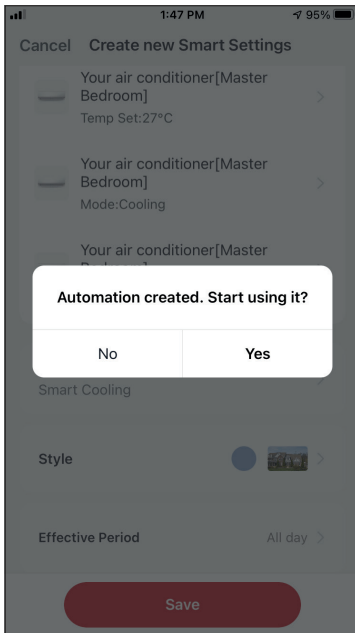 1:47 PM
95%
Cancel
Create new Smart Settings
Your air conditioner[Master
Bedroom]
Temp Set:27°C
Your air conditioner[Master
Bedroom]
Mode:Cooling
Your air conditioner[Master
Automation created. Start using it?
No
Yes
Smart Cooling
Style
Effective Period
All day
Save